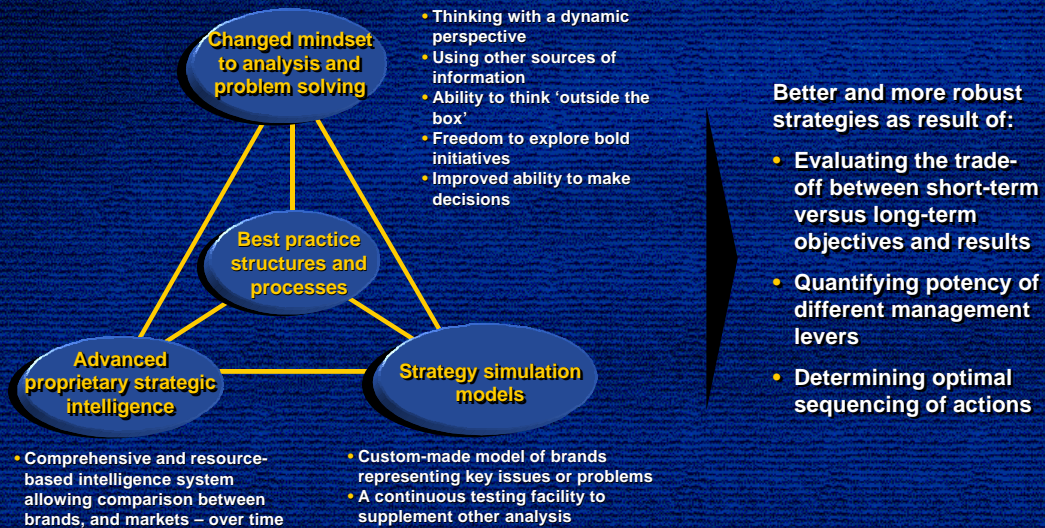 Changed mindset
to analysis and
problem solving
• Thinking with a dynamic
perspective
• Using other sources of
information
• Ability to think ‘outside the
box’
• Freedom to explore bold
initiatives
• Improved ability to make
decisions
Best practice
structures and
processes
Advanced
proprietary strategic
intelligence
Strategy simulation
models
• Comprehensive and resource-
based intelligence system
allowing comparison between
brands, and markets – over time
• Custom-made model of brands
representing key issues or problems
• A continuous testing facility to
supplement other analysis
Better and more robust
strategies as result of:
• Evaluating the trade-
off between short-term
versus long-term
objectives and results
• Quantifying potency of
different management
levers
• Determining optimal
sequencing of actions